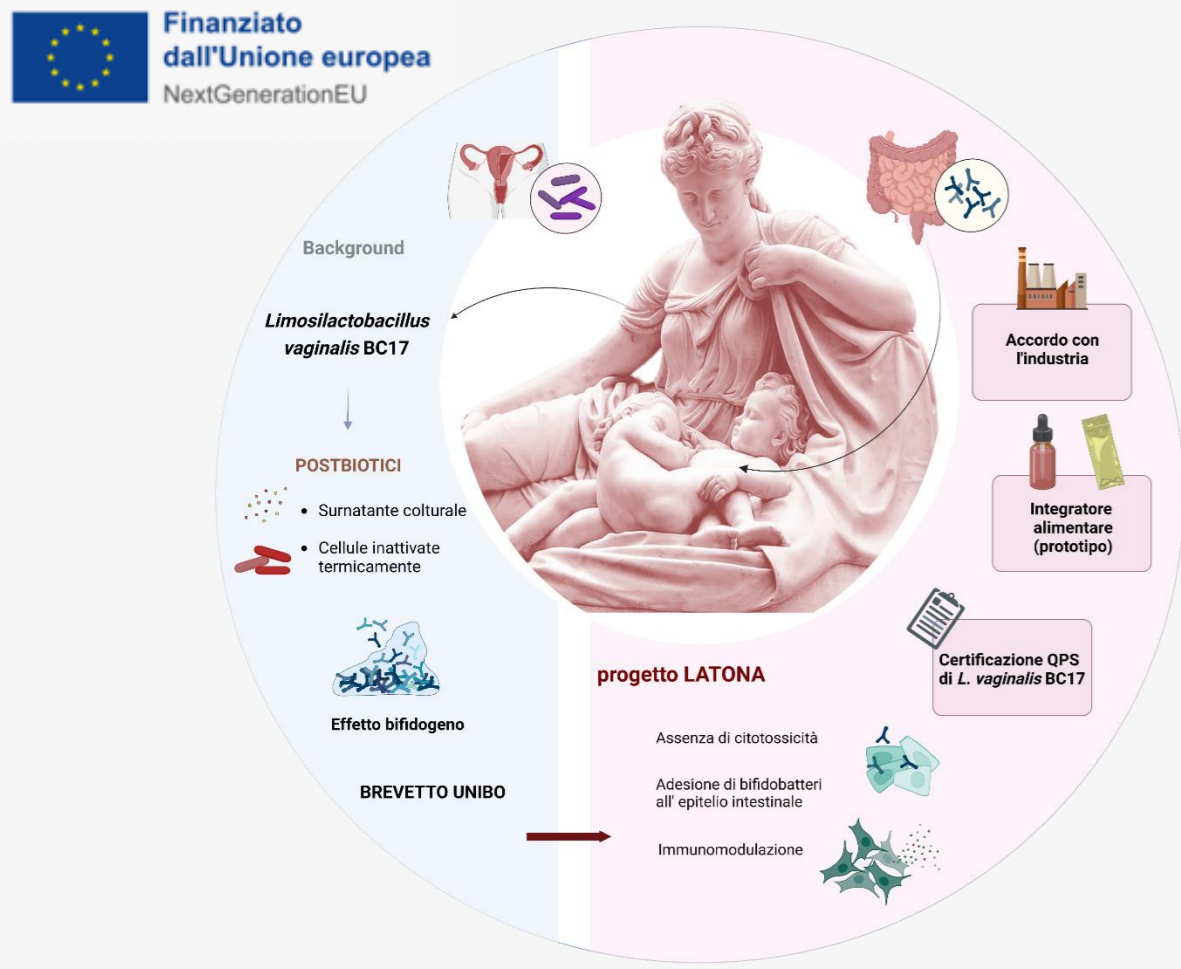 Finanziato
dall'Unione europea
NextGenerationEU
Background
Limosilactobacillus
vaginalis BC17
POSTBIOTICI
• Surnatante colturale
• Cellule inattivate
termicamente
Effetto bifidogeno
BREVETTO UNIBO
progetto LATONA
Assenza di citotossicità
Adesione di bifidobatteri
all' epitelio intestinale
Immunomodulazione
Accordo con
l'industria
Integratore
alimentare
(prototipo)
Certificazione QPS
di L. vaginalis BC17